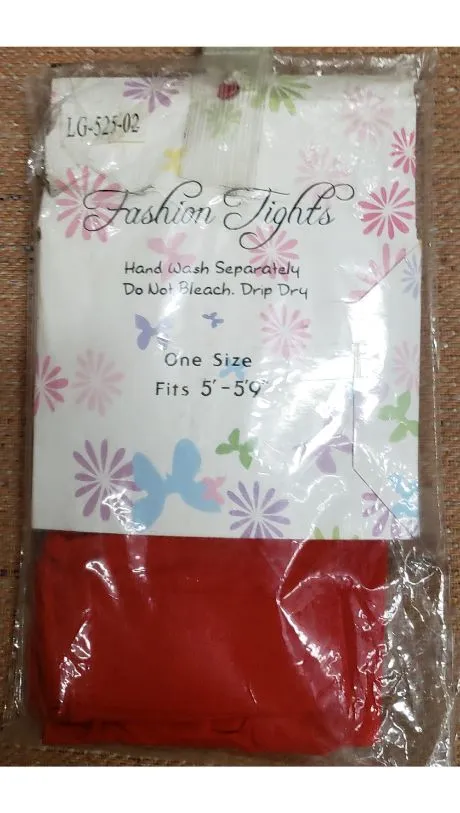 LG-525-02
Fashion Tights
Hand Wash Separately
Do Not Bleach. Drip Dry
One Size
Fits 5'-5'9"